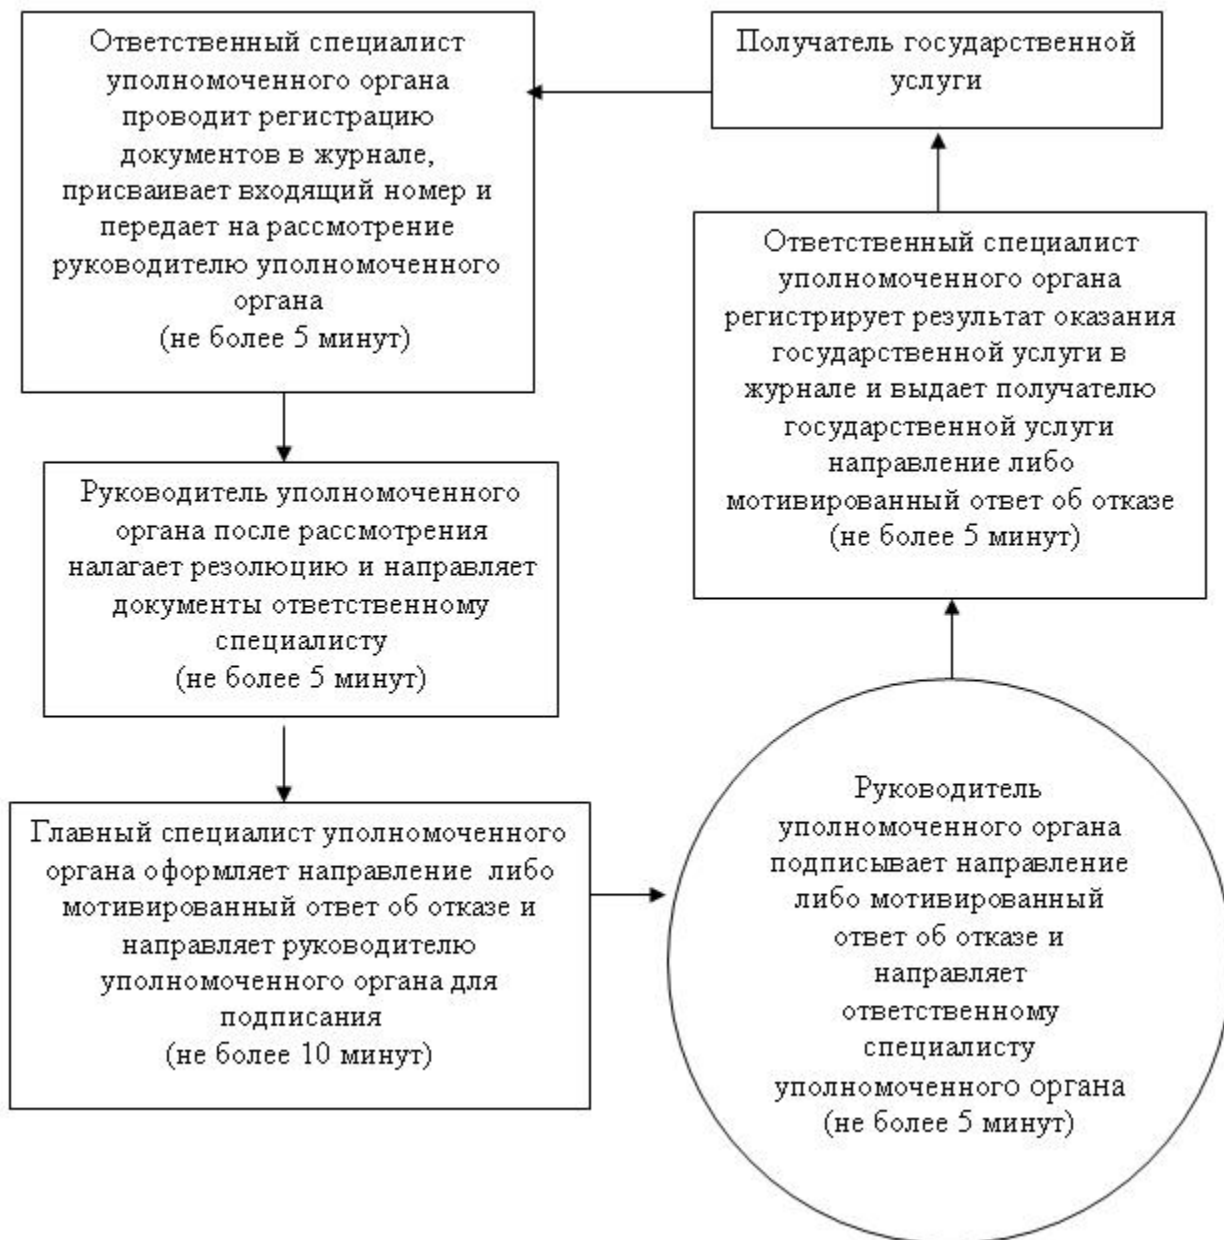 Ответственный специалист
уполномоченного органа
проводит регистрацию
документов в журнале,
присваивает входящий номер и
передает на рассмотрение
руководителю уполномоченного
органа
(не более 5 минут)
Получатель государственной
услуги
Ответственный специалист
уполномоченного органа
регистрирует результат оказания
государственной услуги в
журнале и выдает получателю
государственной услуги
направление либо
мотивированный ответ об отказе
(не более 5 минут)
Руководитель уполномоченного
органа после рассмотрения
налагает резолюцию и направляет
документы ответственному
специалисту
(не более 5 минут)
Главный специалист уполномоченного
органа оформляет направление либо
мотивированный ответ об отказе и
направляет руководителю
уполномоченного органа для
подписания
(не более 10 минут)
Руководитель
уполномоченного органа
подписывает направление
либо мотивированный
ответ об отказе и
направляет
ответственному
специалисту
уполномоченного органа
(не более 5 минут)